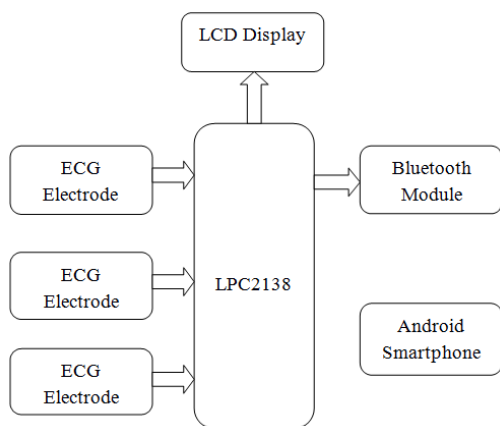 LCD Display
ECG
Electrode
Bluetooth
Module
ECG
Electrode
LPC2138
ECG
Electrode
Android
Smartphone